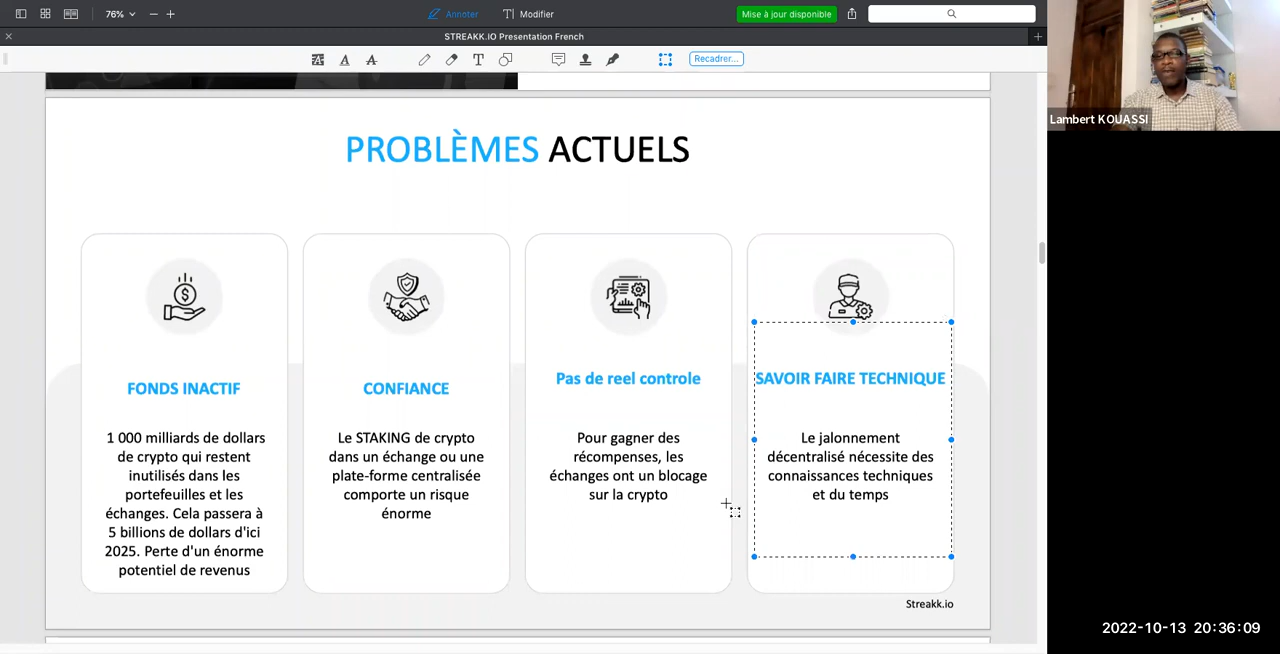 76%
Annoter
Modifier
Mise à jour disponible
STREAKK.IO Presentation French
Recadrer...
Lambert KOUASSI
PROBLÈMES ACTUELS
FONDS INACTIF
1 000 milliards de dollars
de crypto qui restent
inutilisés dans les
portefeuilles et les
échanges. Cela passera à
5 billions de dollars d'ici
2025. Perte d'un énorme
potentiel de revenus
CONFIANCE
Le STAKING de crypto
dans un échange ou une
plate-forme centralisée
comporte un risque
énorme
Pas de reel controle
Pour gagner des
récompenses, les
échanges ont un blocage
sur la crypto
SAVOIR FAIRE TECHNIQUE
Le jalonnement
décentralisé nécessite des
connaissances techniques
et du temps
Streakk.io
2022-10-13 20:36:09